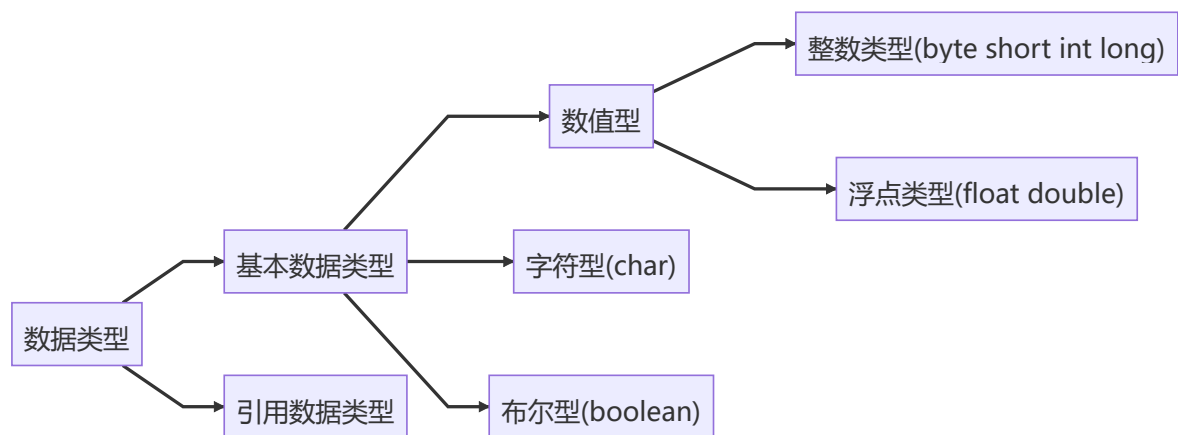 整数类型(byte short int long)
数值型
浮点类型(float double)
基本数据类型
字符型(char)
数据类型
引用数据类型
布尔型(boolean)